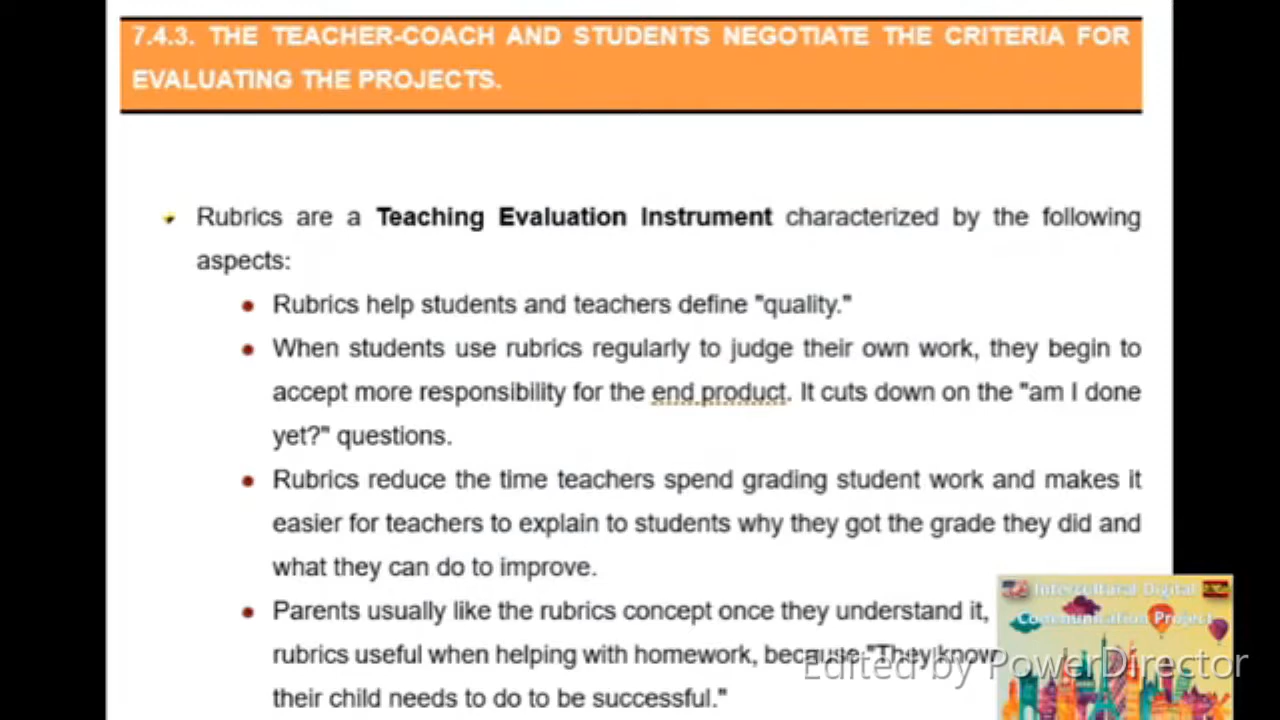 7.4.3. THE TEACHER-COACH AND STUDENTS NEGOTIATE THE CRITERIA FOR
EVALUATING THE PROJECTS.
Rubrics are a Teaching Evaluation Instrument characterized by the following
aspects:
Rubrics help students and teachers define "quality."
When students use rubrics regularly to judge their own work, they begin to
accept more responsibility for the end product. It cuts down on the "am I done
yet?" questions.
Rubrics reduce the time teachers spend grading student work and makes it
easier for teachers to explain to students why they got the grade they did and
what they can do to improve.
Parents usually like the rubrics concept once they understand it,
rubrics useful when helping with homework, because "They know
their child needs to do to be successful."
Intercultural Digital
Communication Project
Edited by PowerDirector